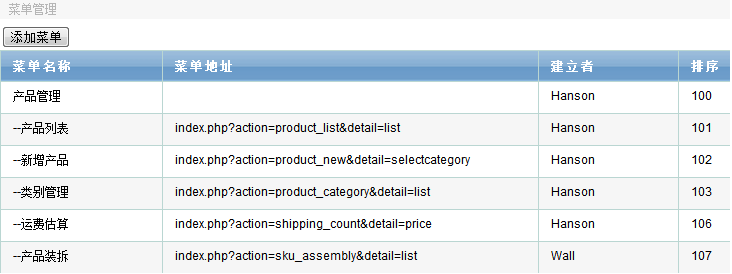 菜单管理
添加菜单
菜单名称 菜单地址 建立者 排序
产品管理 Hanson 100
--产品列表 index.php?action=product_list&detail=list Hanson 101
--新增产品 index.php?action=product_new&detail=selectcategory Hanson 102
--类别管理 index.php?action=product_category&detail=list Hanson 103
--运费估算 index.php?action=shipping_count&detail=price Hanson 106
--产品装拆 index.php?action=sku_assembly&detail=list Wall 107